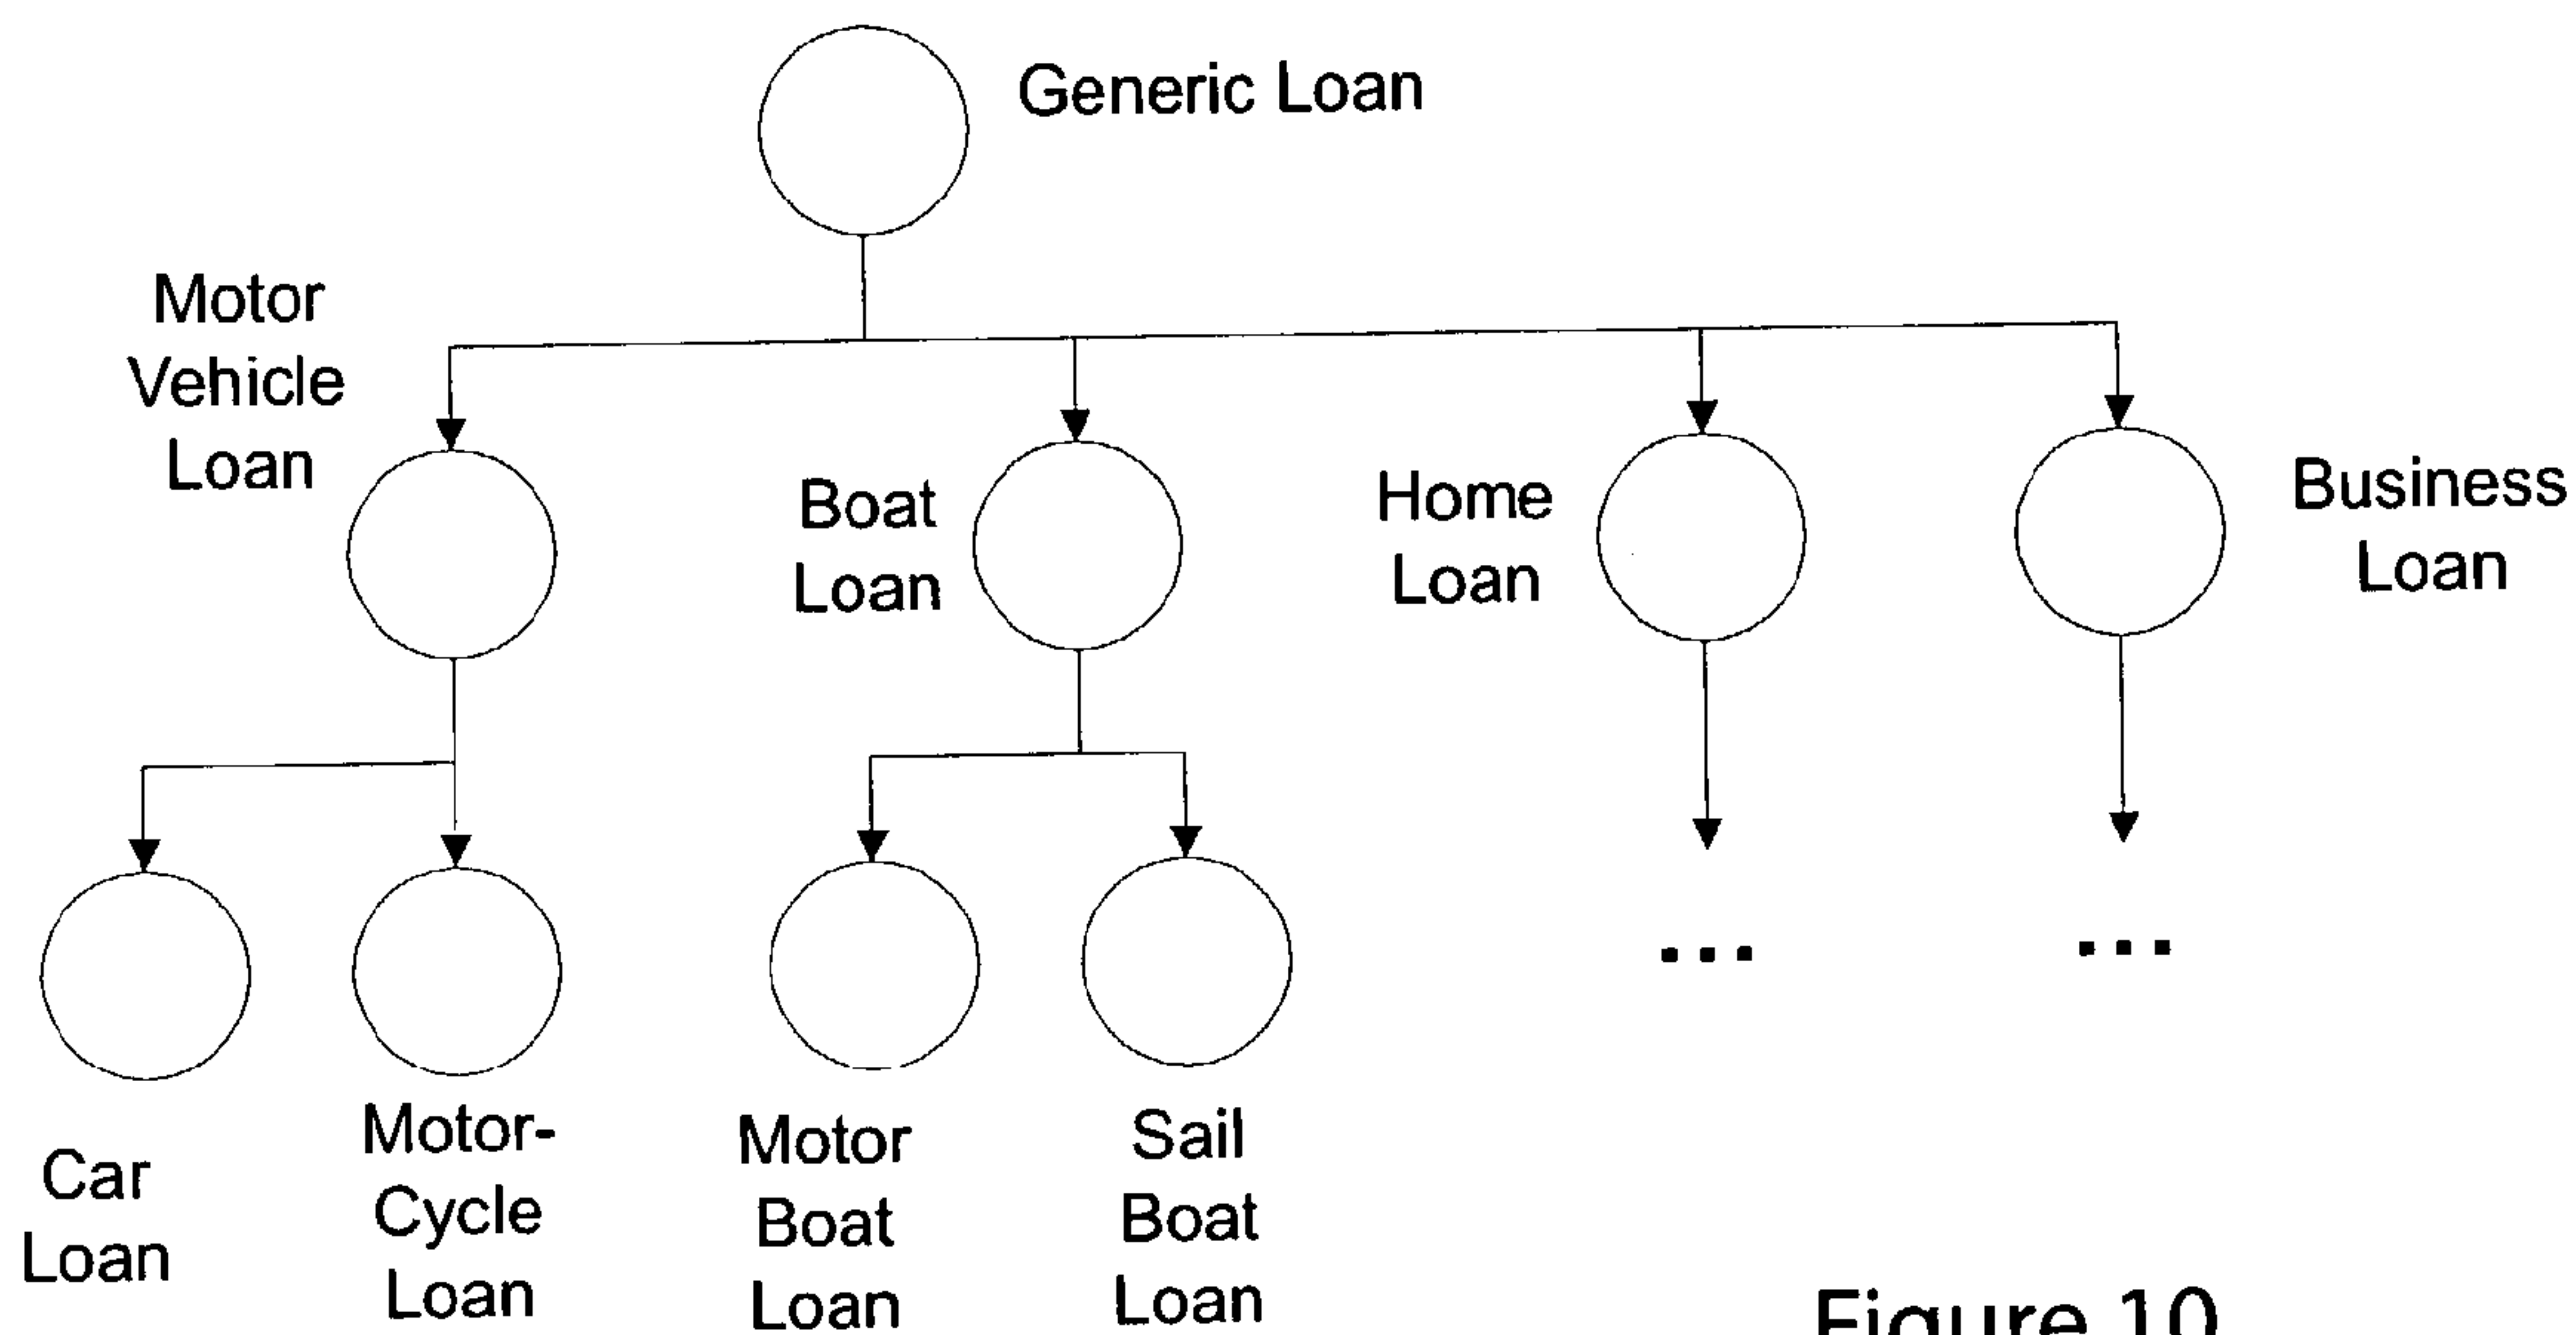 Generic Loan
Motor
Vehicle
Loan
Boat
Loan
Home
Loan
Business
Loan
...
...
Car
Loan
Motor-
Cycle
Loan
Motor
Boat
Loan
Sail
Boat
Loan
Figure 10